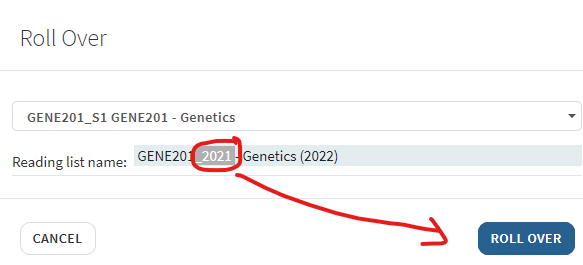 Roll Over
GENE201_S1 GENE201 - Genetics
Reading list name: GENE201_2021 - Genetics (2022)
CANCEL ROLL OVER